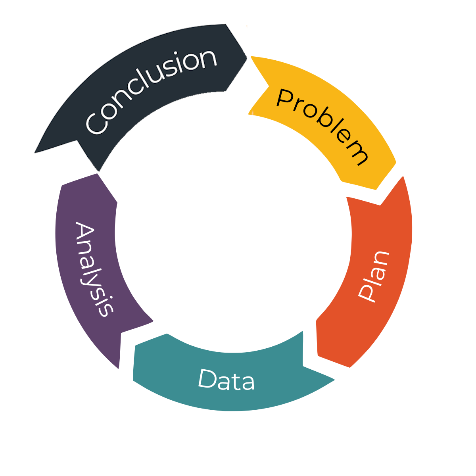 Problem
Plan
Data
Analysis
Conclusion